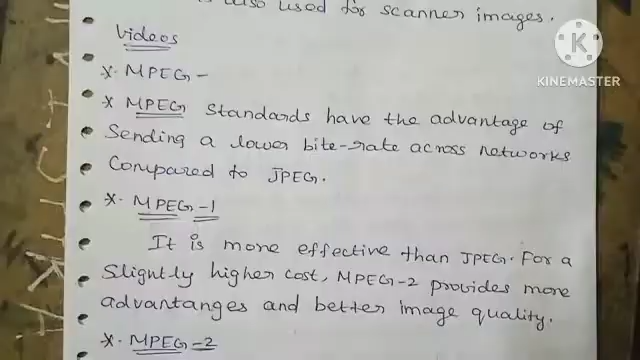 is also used for scanner images.
Videos
* MPEG -
* MPEG Standards have the advantage of
Sending a lower bite-rate across networks
Compared to JPEG.
* MPEG-1
It is more effective than JPEG. For a
Slightly higher cost, MPEG-2 provides more
advantanges and better image quality.
* MPEG-2
K
KINEMASTER